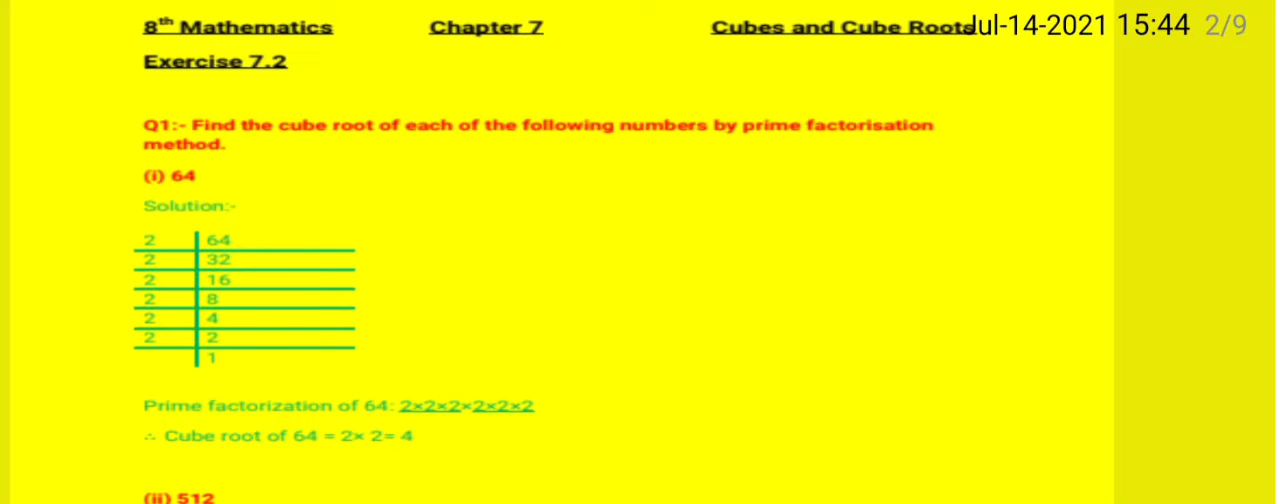 8th Mathematics Chapter 7 Cubes and Cube Roots Jul-14-2021 15:44 2/9
Exercise 7.2
Q1:- Find the cube root of each of the following numbers by prime factorisation
method.
(i) 64
Solution:-
2 64
2 32
2 16
2 8
2 4
2 2
1
Prime factorization of 64: 2×2×2×2×2×2
∴ Cube root of 64 = 2× 2= 4
(ii) 512